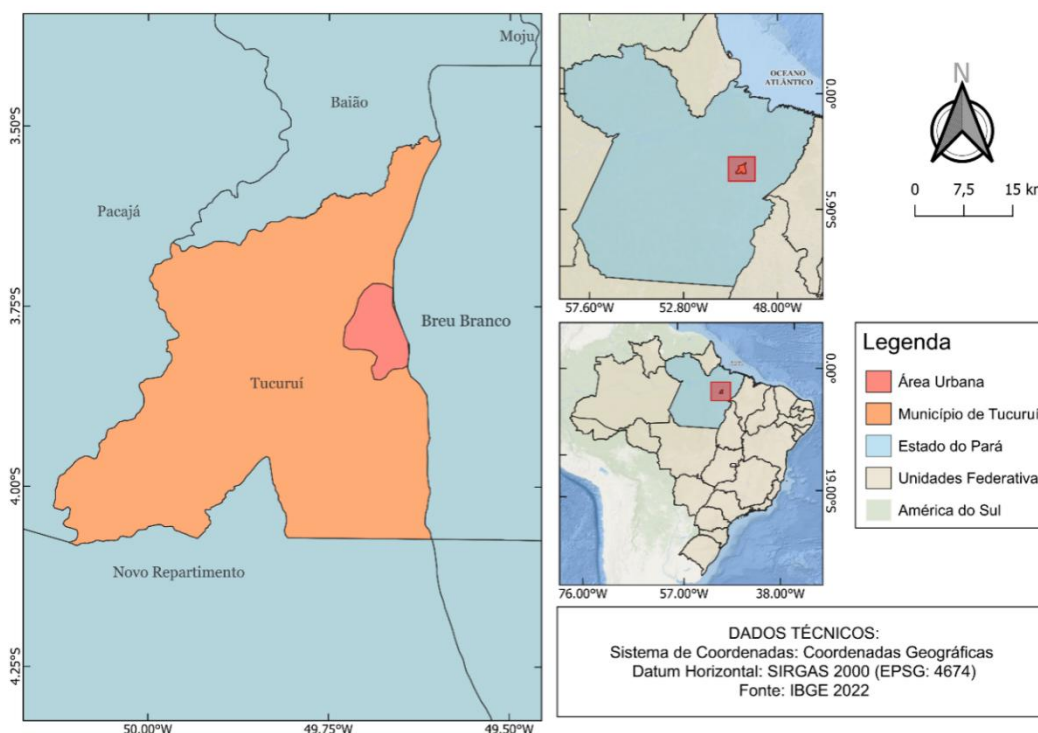 Moju
Baião
Pacajá
Breu Branco
Tucuruí
Novo Repartimento
3.50°S
3.75°S
4.00°S
4.25°S
50.00°W
49.75°W
49.50°W
OCEANO
ATLÂNTICO
0.00°
5.00°S
57.60°W
52.80°W
48.00°W
0.00°
15.00°S
76.00°W
57.00°W
38.00°W
N
0 7,5 15 km
Legenda
Área Urbana
Município de Tucuruí
Estado do Pará
Unidades Federativa
América do Sul
DADOS TÉCNICOS:
Sistema de Coordenadas: Coordenadas Geográficas
Datum Horizontal: SIRGAS 2000 (EPSG: 4674)
Fonte: IBGE 2022